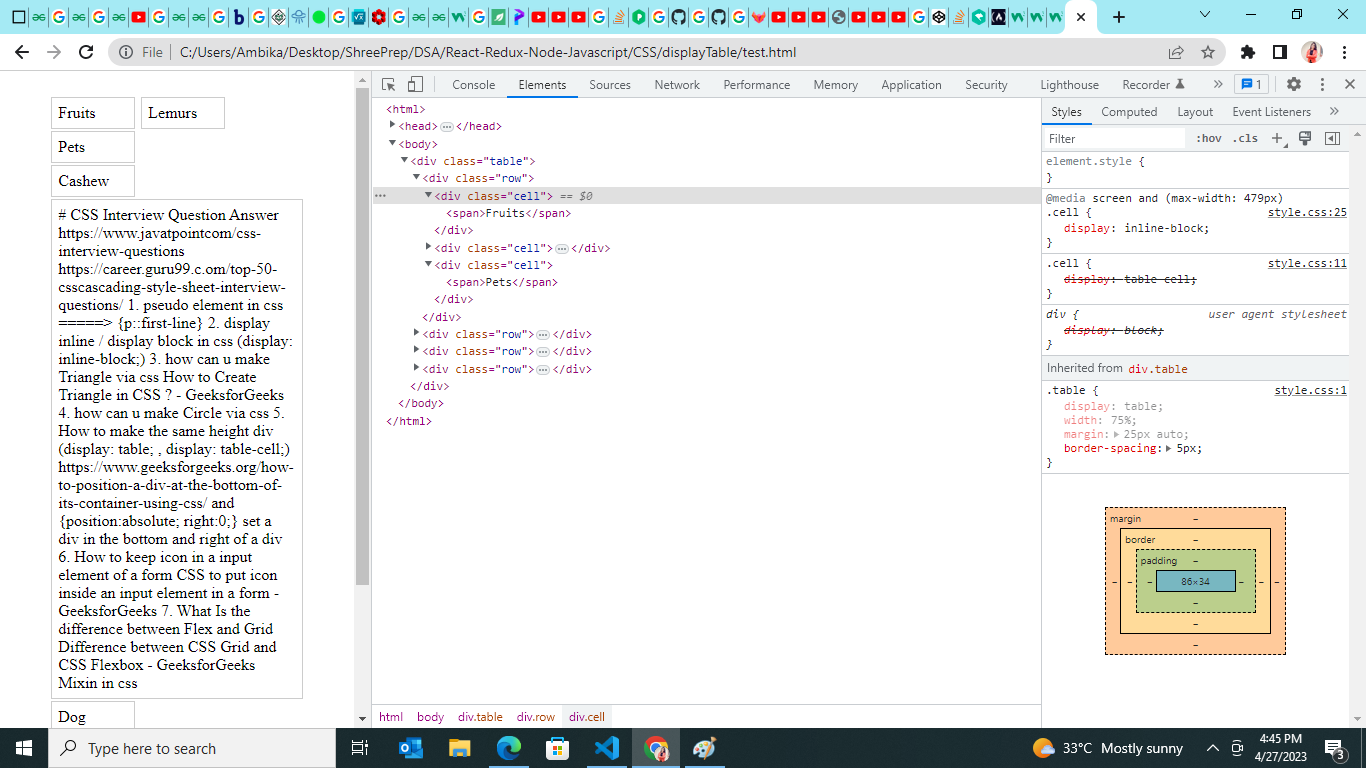 File
C:/Users/Ambika/Desktop/ShreePrep/DSA/React-Redux-Node-Javascript/CSS/displayTable/test.html
Fruits
Lemurs
Pets
Cashew
# CSS Interview Question Answer
https://www.javatpointcom/css-
interview-questions
https://career.guru99.c.om/top-50-
csscascading-style-sheet-interview-
questions/ 1. pseudo element in css
=====> {p::first-line} 2. display
inline / display block in css (display:
inline-block;) 3. how can u make
Triangle via css How to Create
Triangle in CSS ? - GeeksforGeeks
4. how can u make Circle via css 5.
How to make the same height div
(display: table; , display: table-cell;)
https://www.geeksforgeeks.org/how-
to-position-a-div-at-the-bottom-of-
its-container-using-css/ and
{position:absolute; right:0;} set a
div in the bottom and right of a div
6. How to keep icon in a input
element of a form CSS to put icon
inside an input element in a form -
GeeksforGeeks 7. What Is the
difference between Flex and Grid
Difference between CSS Grid and
CSS Flexbox - GeeksforGeeks
Mixin in css
Dog
Console Elements Sources Network Performance Memory Application Security Lighthouse Recorder » 1
<html>
<head>…</head>
<body>
<div class="table">
<div class="row">
<div class="cell"> == $0
<span>Fruits</span>
</div>
<div class="cell">…</div>
<div class="cell">
<span>Pets</span>
</div>
</div>
<div class="row">…</div>
<div class="row">…</div>
<div class="row">…</div>
</div>
</body>
</html>
html body div.table div.row div.cell
Styles Computed Layout Event Listeners »
Filter :hov .cls +
element.style {
}
@media screen and (max-width: 479px)
.cell { style.css:25
display: inline-block;
}
.cell { style.css:11
display: table-cell;
}
div { user agent stylesheet
display: block;
}
Inherited from div.table
.table { style.css:1
display: table;
width: 75%;
margin: 25px auto;
border-spacing: 5px;
}
margin –
border –
padding –
– – – 86×34 – – –
–
–
–
Type here to search
33°C Mostly sunny
4:45 PM
4/27/2023
3